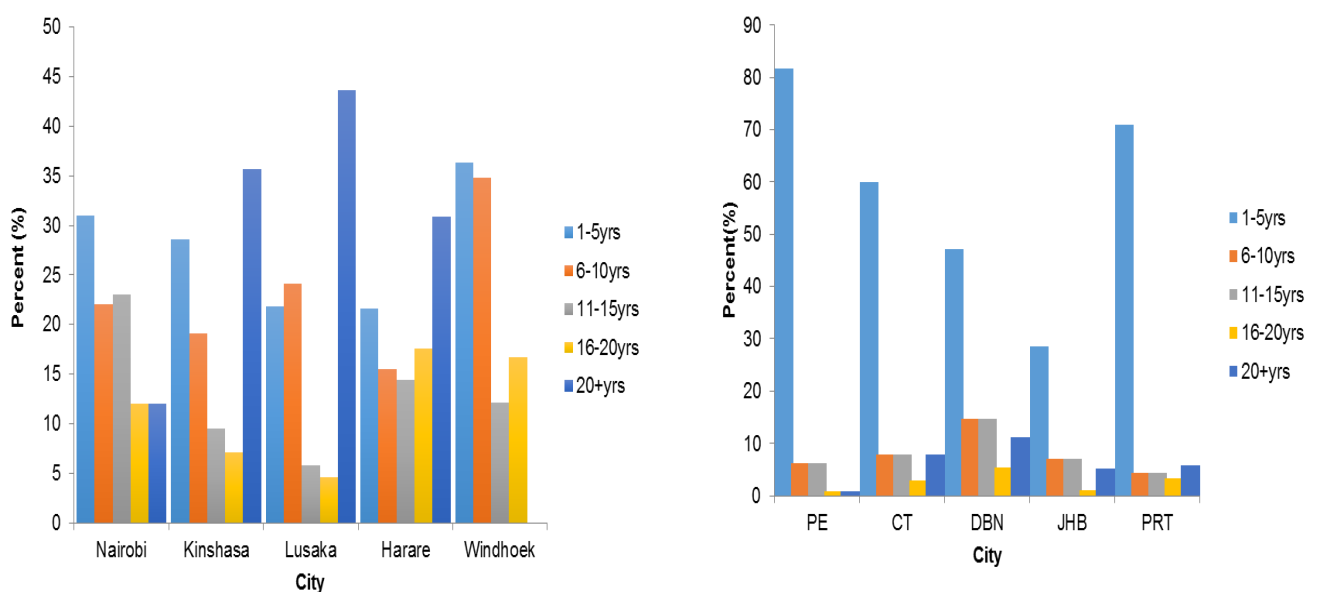 50
45
40
35
30
25
20
15
10
5
0
Percent (%)
Nairobi Kinshasa Lusaka Harare Windhoek
City
1-5yrs
6-10yrs
11-15yrs
16-20yrs
20+yrs
90
80
70
60
50
40
30
20
10
0
Percent(%)
PE CT DBN JHB PRT
City
1-5yrs
6-10yrs
11-15yrs
16-20yrs
20+yrs